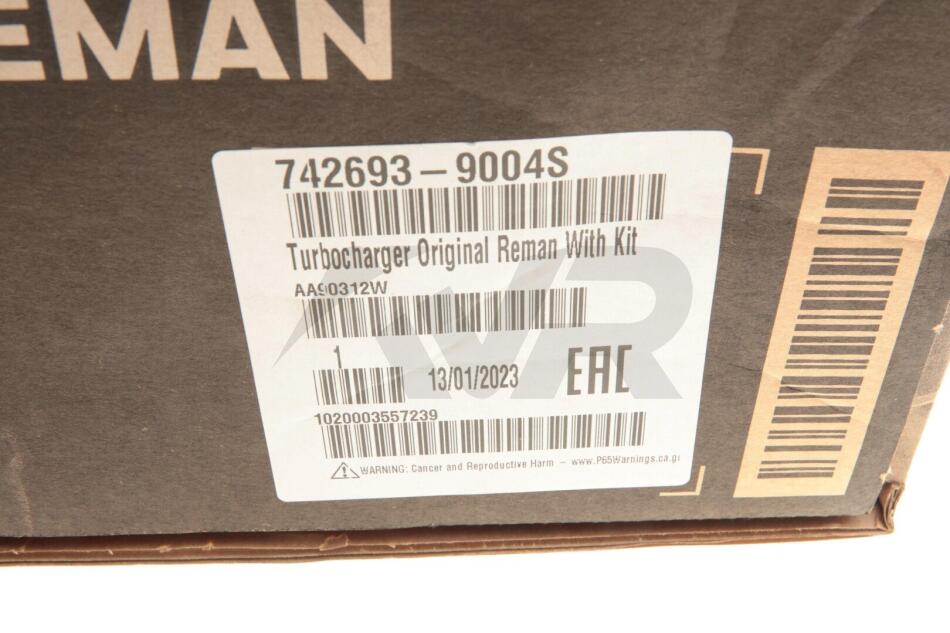 EMAN
742693-9004S
Turbocharger Original Reman With Kit
AA90312W
1
13/01/2023
EAC
1020003557239
WARNING: Cancer and Reproductive Harm - www.P65Warnings.ca.g